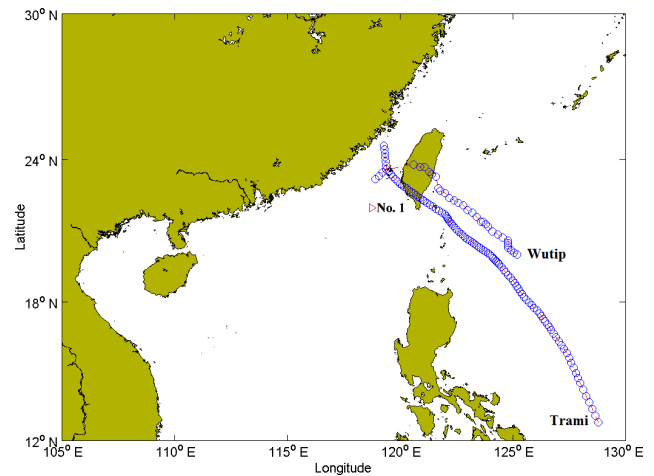 30° N
24° N
Latitude
No. 1
Wutip
18° N
Trami
12° N
105° E
110° E
115° E
120° E
125° E
130° E
Longitude